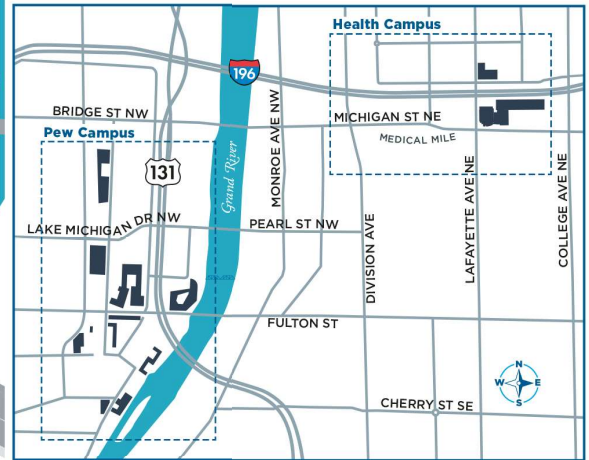 Health Campus
196
BRIDGE ST NW
MICHIGAN ST NE
MEDICAL MILE
Pew Campus
131
Grand River
MONROE AVE NW
LAKE MICHIGAN DR NW
PEARL ST NW
DIVISION AVE
LAFAYETTE AVE NE
COLLEGE AVE NE
FULTON ST
N
W E
S
CHERRY ST SE